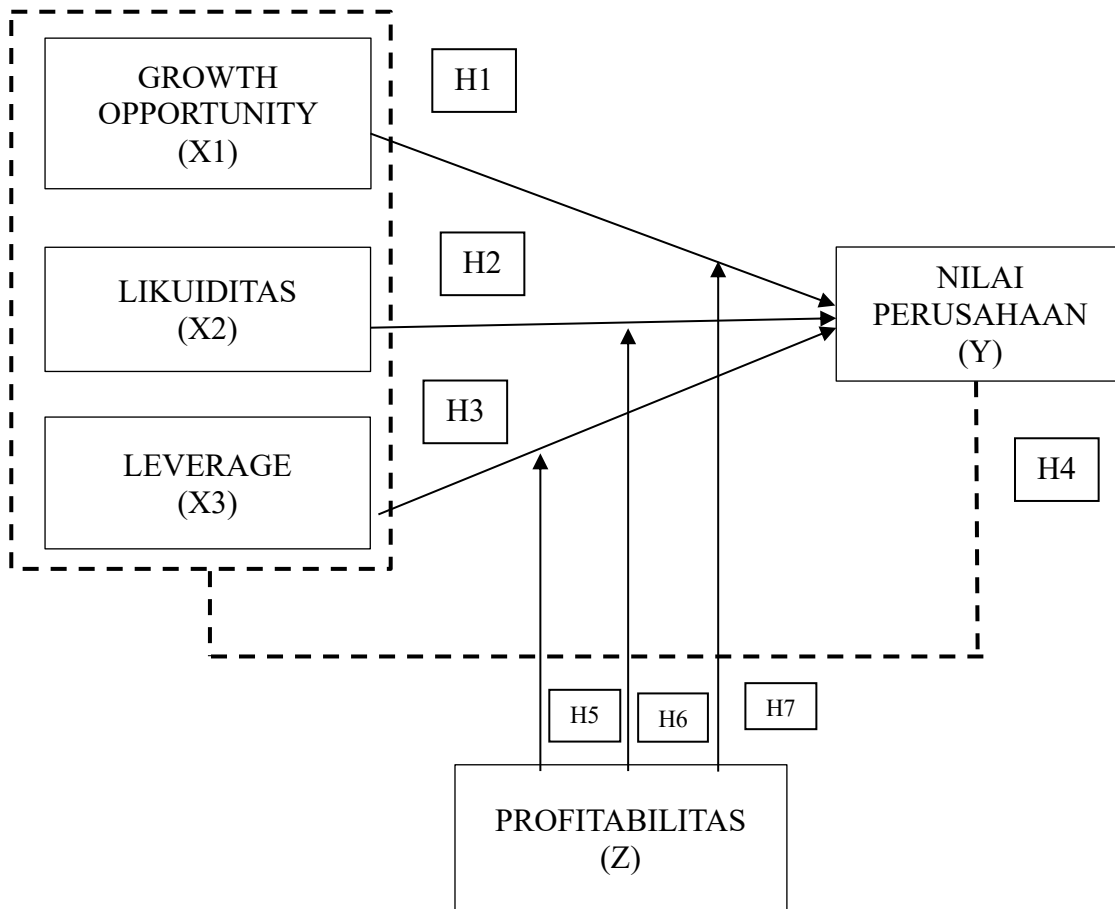 GROWTH
OPPORTUNITY
(X1)
H1
LIKUIDITAS
(X2)
H2
NILAI
PERUSAHAAN
(Y)
LEVERAGE
(X3)
H3
H4
H5
H6
H7
PROFITABILITAS
(Z)